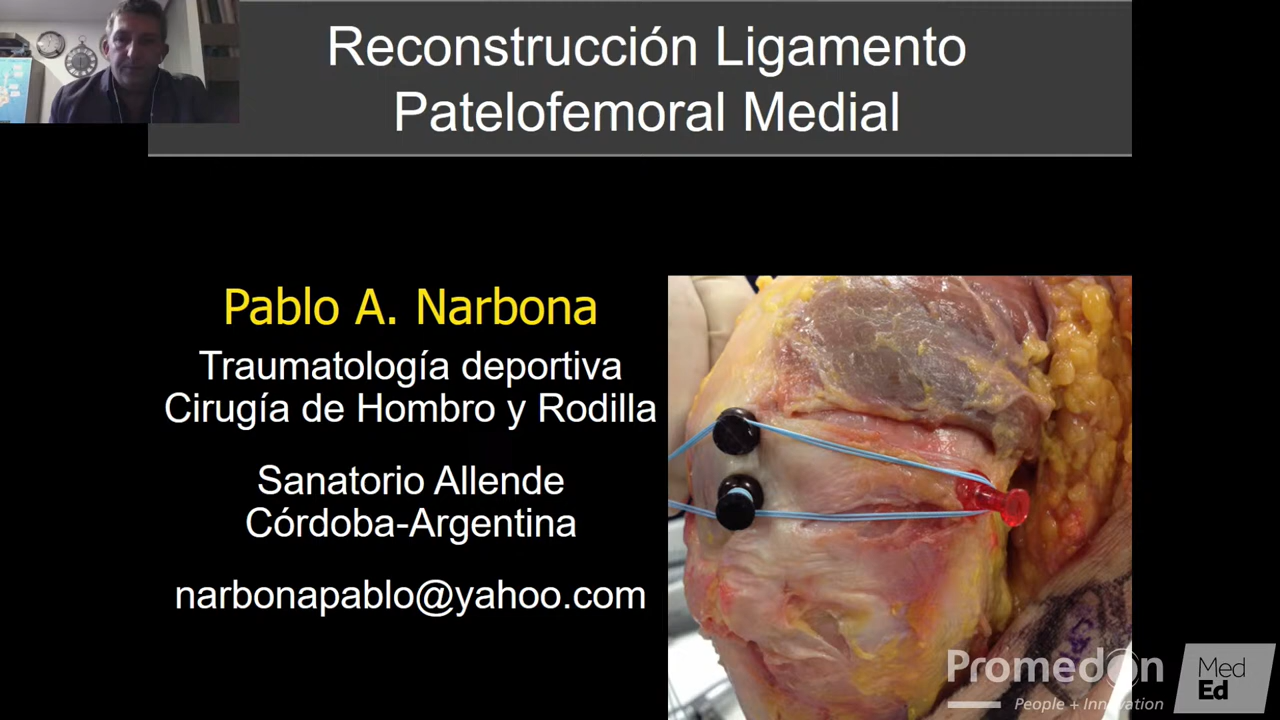 Reconstrucción Ligamento
Patelofemoral Medial
Pablo A. Narbona
Traumatología deportiva
Cirugía de Hombro y Rodilla
Sanatorio Allende
Córdoba-Argentina
narbonapablo@yahoo.com
Promedon
People + Innovation
Med
Ed